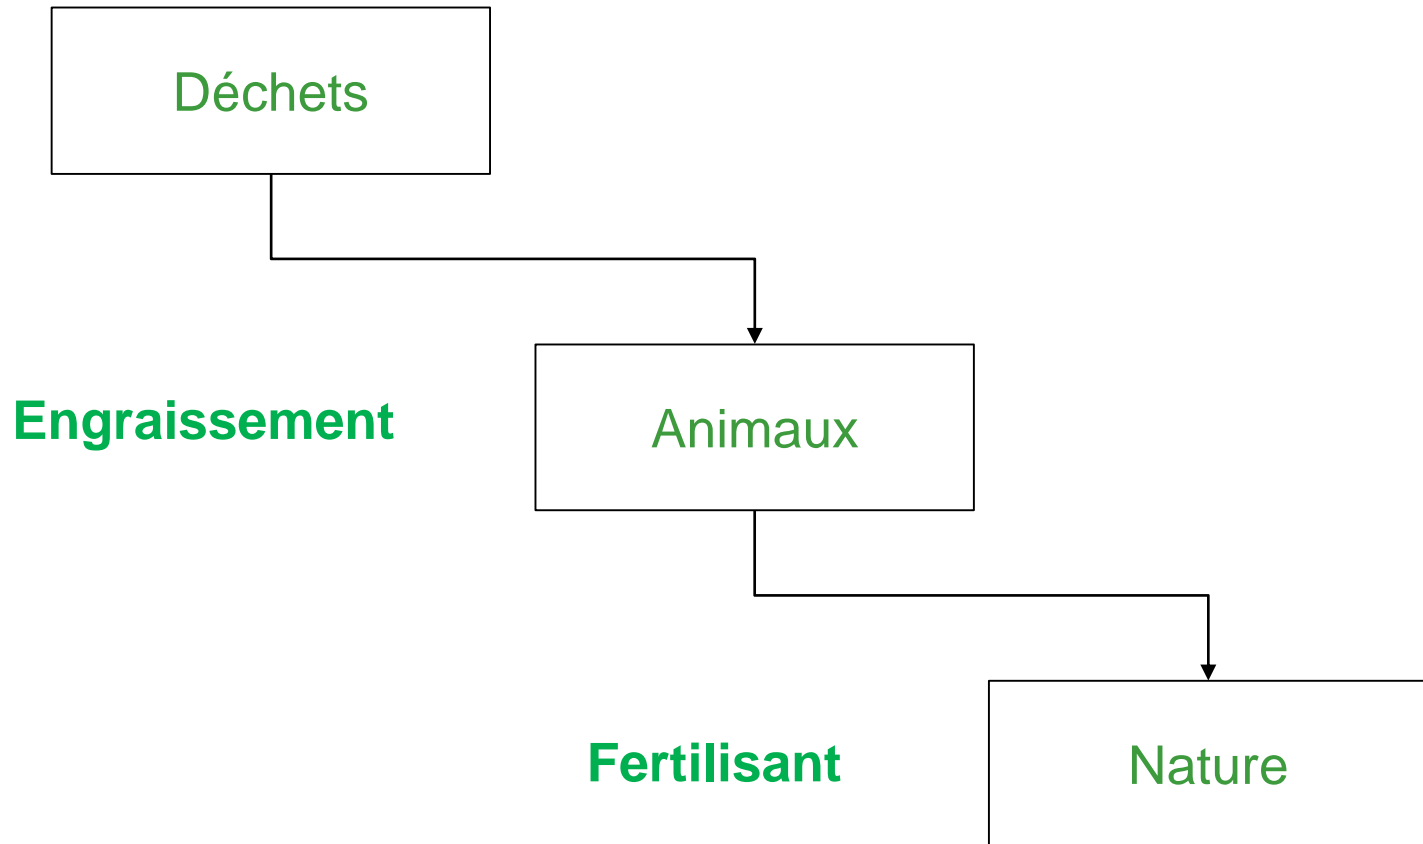 Déchets
Engraissement
Animaux
Fertilisant
Nature